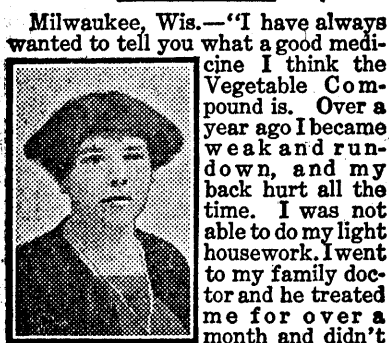 Milwaukee, Wis.—"I have always
wanted to tell you what a good medi-
cine I think the
Vegetable Com-
pound is. Over a
year ago I became
weak and run-
down, and my
back hurt all the
time. I was not
able to do my light
housework. I went
to my family doc-
tor and he treated
me for over a
month and didn't